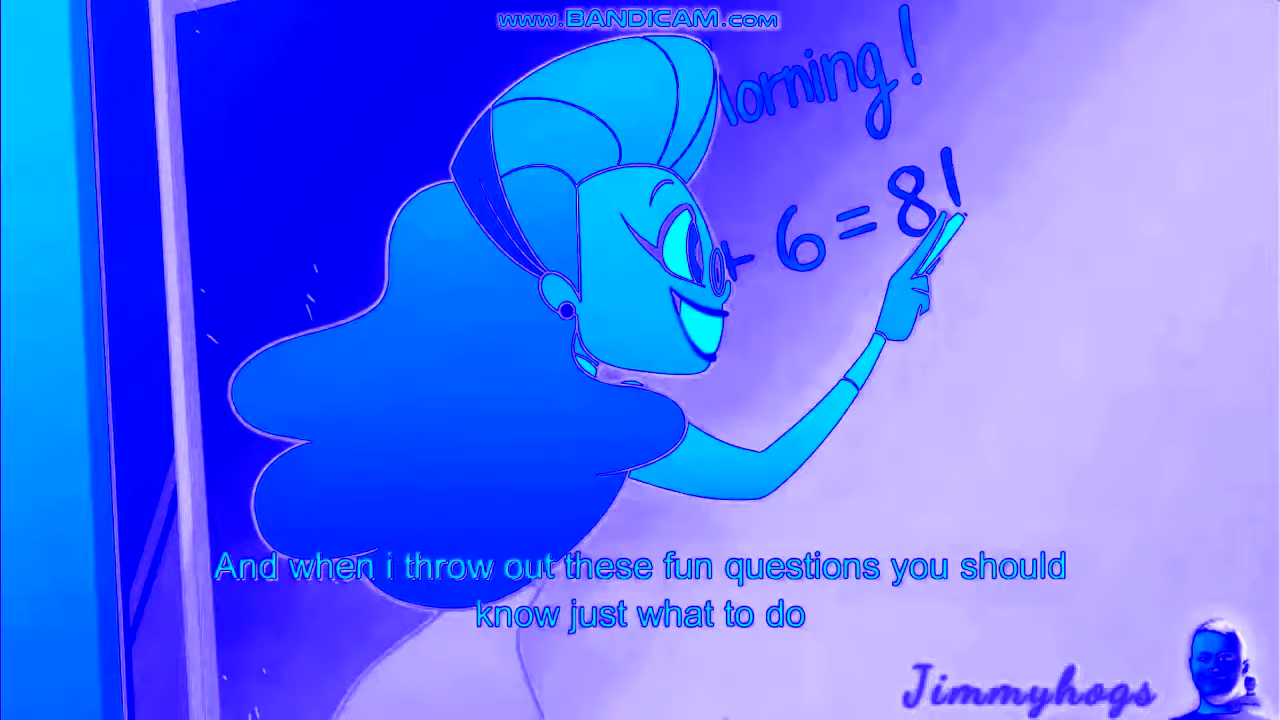 www.BANDICAM.com
orning!
+ 6 = 8!
And when i throw out these fun questions you should
know just what to do
Jimmyhogs